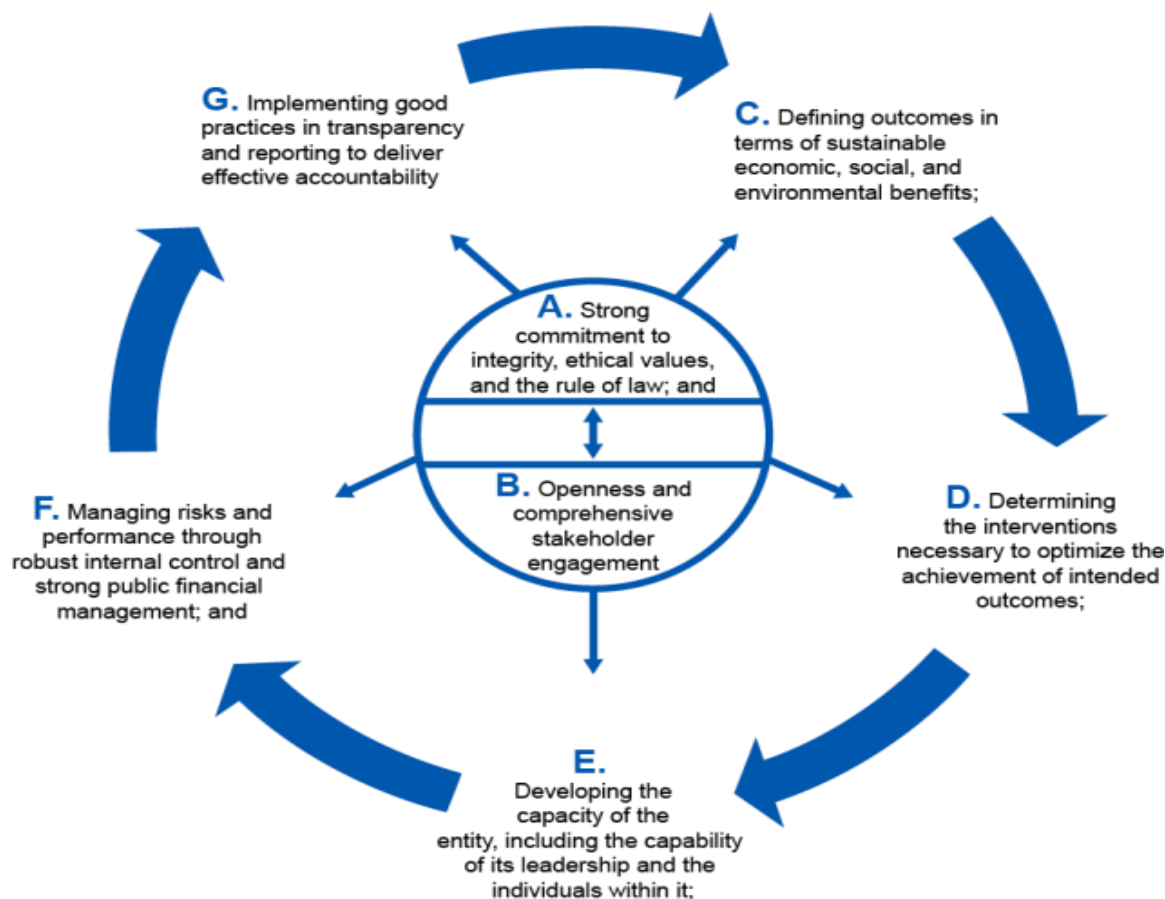 G. Implementing good
practices in transparency
and reporting to deliver
effective accountability
C. Defining outcomes in
terms of sustainable
economic, social, and
environmental benefits;
A. Strong
commitment to
integrity, ethical values,
and the rule of law; and
B. Openness and
comprehensive
stakeholder
engagement
D. Determining
the interventions
necessary to optimize the
achievement of intended
outcomes;
E.
Developing the
capacity of the
entity, including the capability
of its leadership and the
individuals within it;
F. Managing risks and
performance through
robust internal control and
strong public financial
management; and